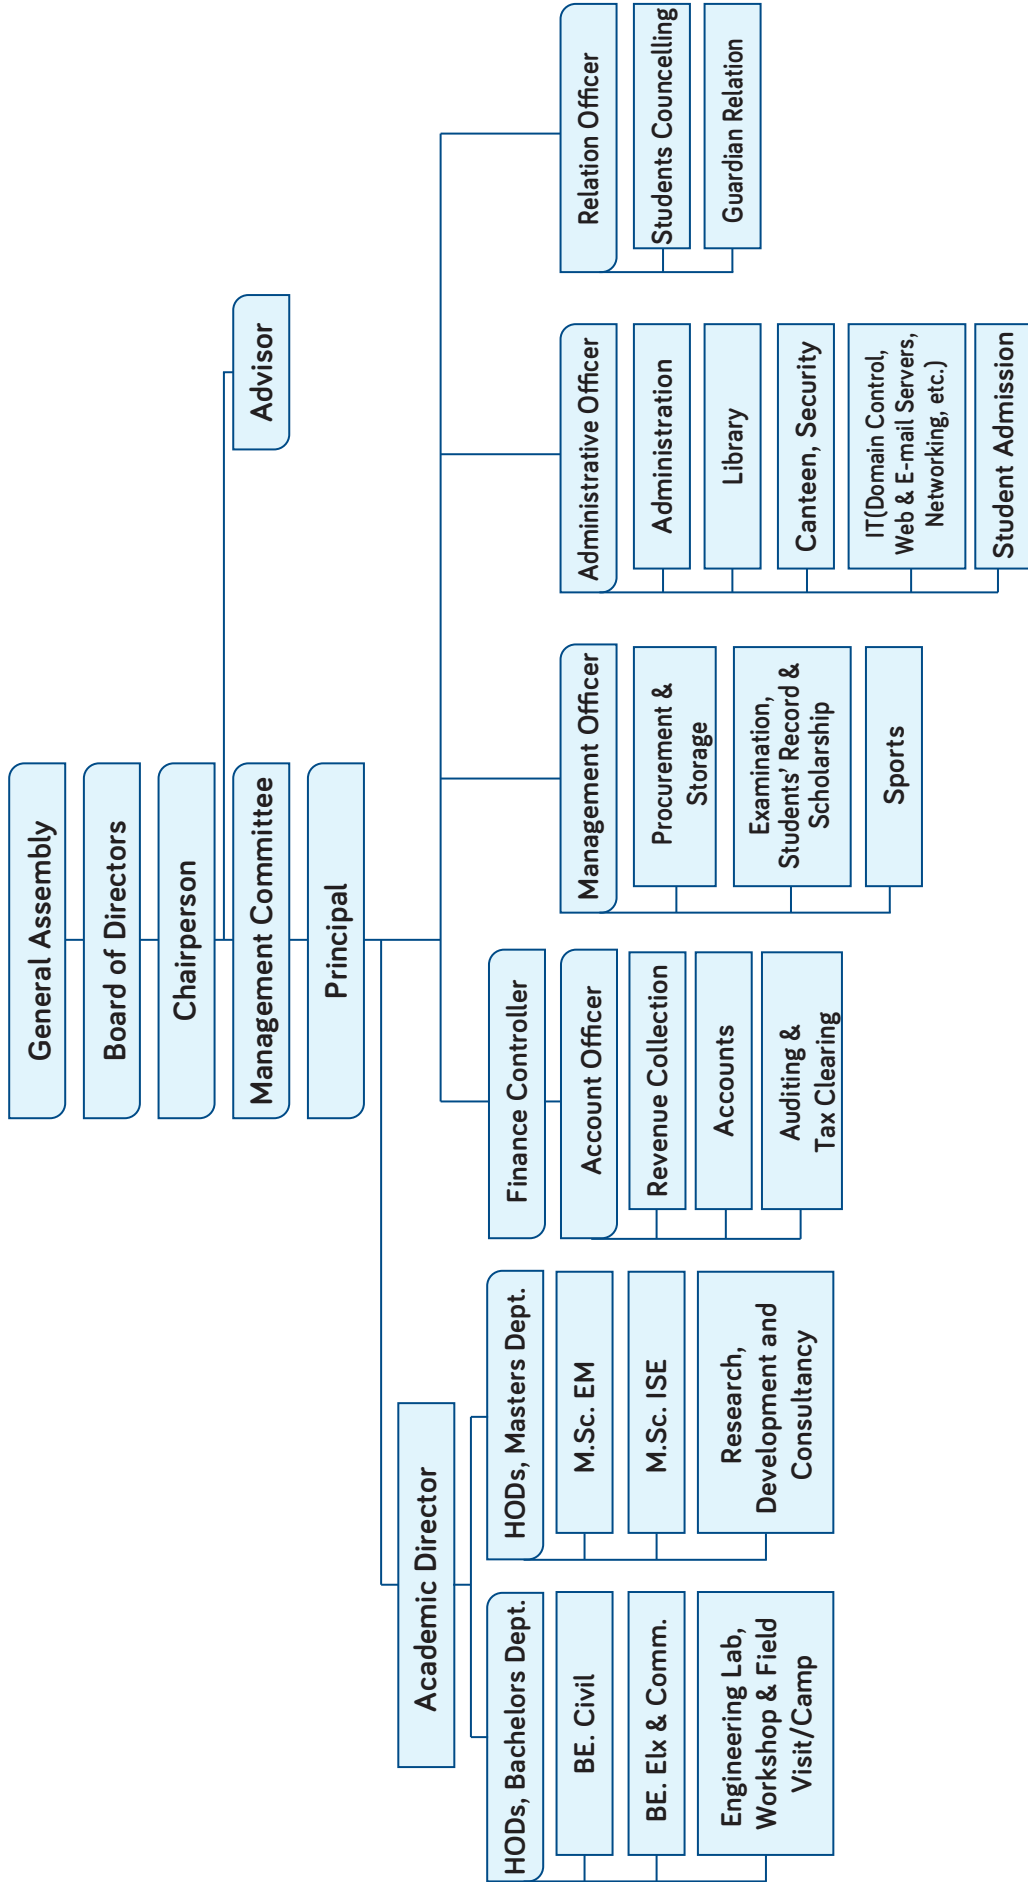 General Assembly
Board of Directors
Chairperson
Advisor
Management Committee
Principal
Academic Director
HODs, Bachelors Dept.
BE. Civil
BE. Elx & Comm.
Engineering Lab,
Workshop & Field
Visit/Camp
HODs, Masters Dept.
M.Sc. EM
M.Sc. ISE
Research,
Development and
Consultancy
Finance Controller
Account Officer
Revenue Collection
Accounts
Auditing &
Tax Clearing
Management Officer
Procurement &
Storage
Examination,
Students' Record &
Scholarship
Sports
Administrative Officer
Administration
Library
Canteen, Security
IT(Domain Control,
Web & E-mail Servers,
Networking, etc.)
Student Admission
Relation Officer
Students Councelling
Guardian Relation